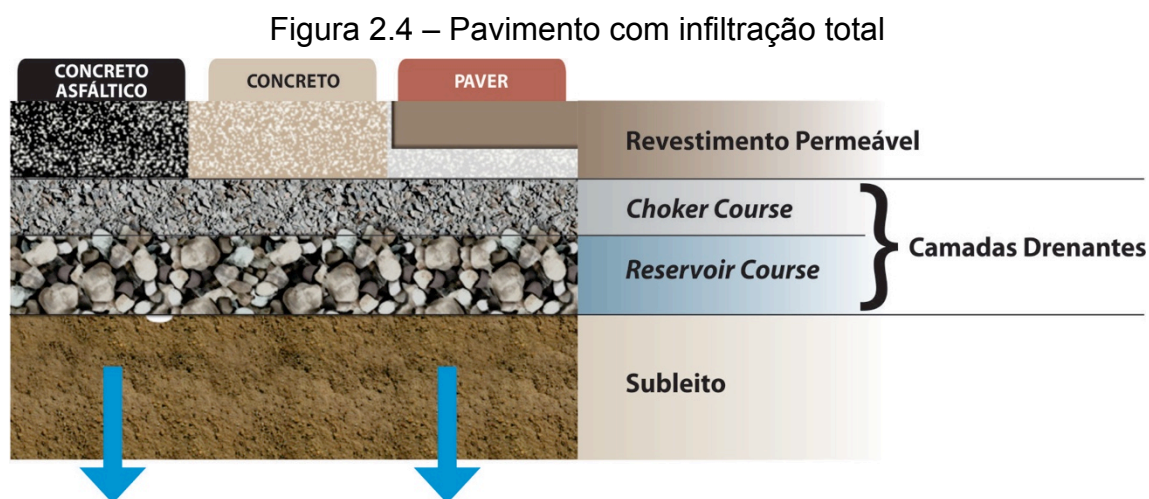 Figura 2.4 – Pavimento com infiltração total
CONCRETO
ASFÁLTICO
CONCRETO
PAVER
Revestimento Permeável
Choker Course
Reservoir Course
Camadas Drenantes
Subleito